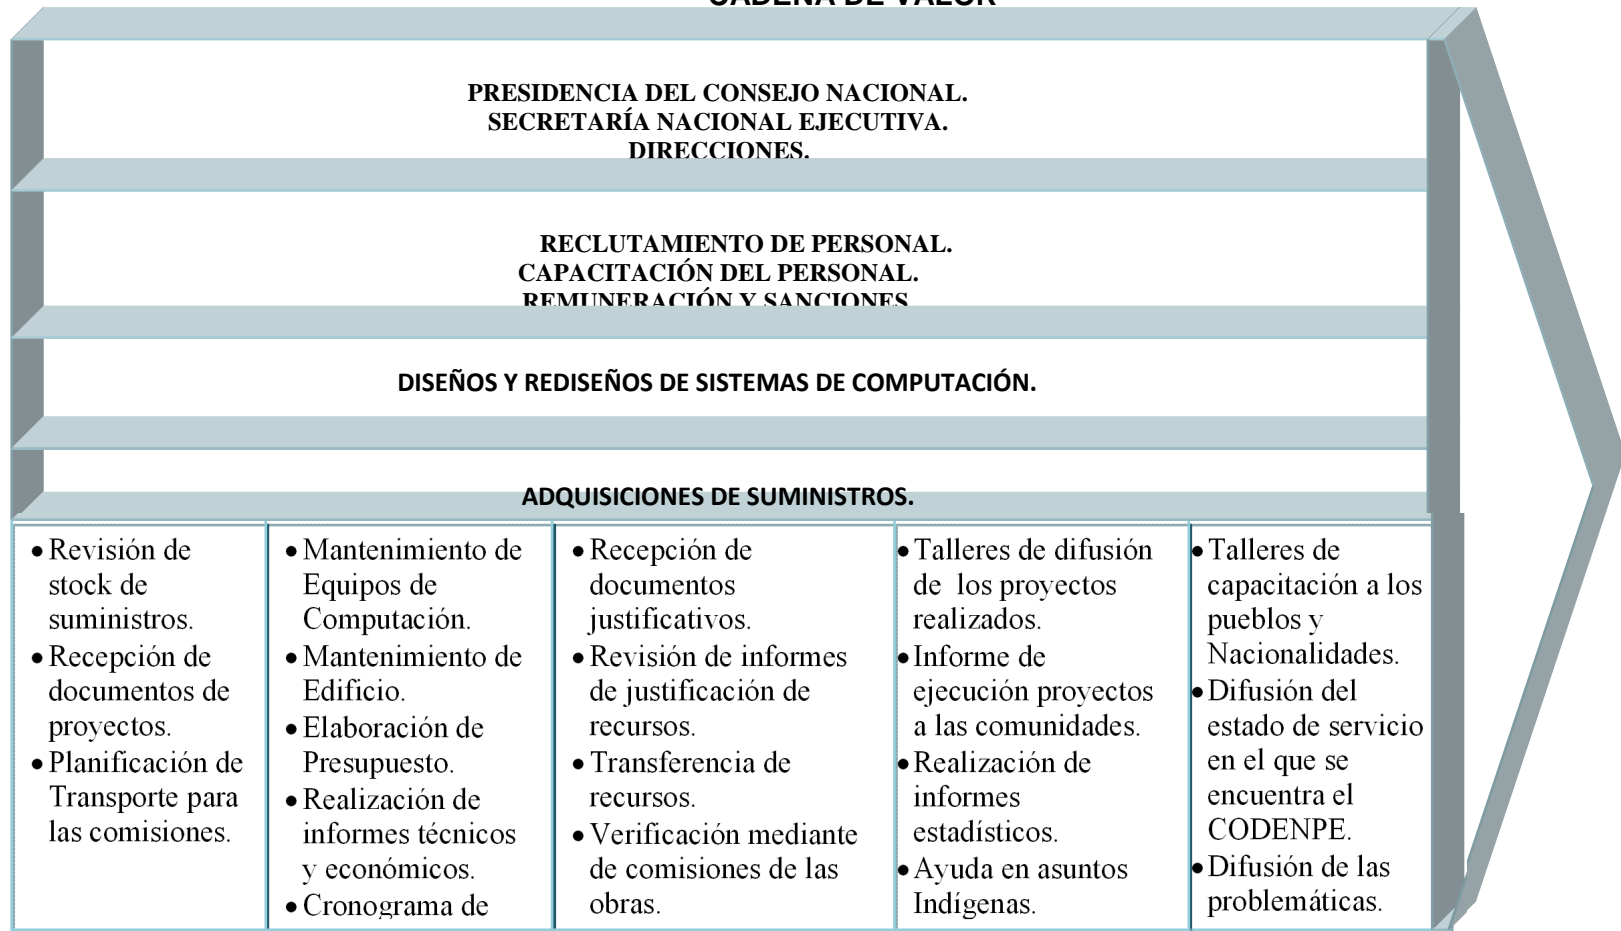 CADENA DE VALOR
PRESIDENCIA DEL CONSEJO NACIONAL.
SECRETARÍA NACIONAL EJECUTIVA.
DIRECCIONES.
RECLUTAMIENTO DE PERSONAL.
CAPACITACIÓN DEL PERSONAL.
REMUNERACIÓN Y SANCIONES
DISEÑOS Y REDISEÑOS DE SISTEMAS DE COMPUTACIÓN.
ADQUISICIONES DE SUMINISTROS.
• Revisión de
stock de
suministros.
• Recepción de
documentos de
proyectos.
• Planificación de
Transporte para
las comisiones.
• Mantenimiento de
Equipos de
Computación.
• Mantenimiento de
Edificio.
• Elaboración de
Presupuesto.
• Realización de
informes técnicos
y económicos.
• Cronograma de
• Recepción de
documentos
justificativos.
• Revisión de informes
de justificación de
recursos.
• Transferencia de
recursos.
• Verificación mediante
de comisiones de las
obras.
• Talleres de difusión
de los proyectos
realizados.
• Informe de
ejecución proyectos
a las comunidades.
• Realización de
informes
estadísticos.
• Ayuda en asuntos
Indígenas.
• Talleres de
capacitación a los
pueblos y
Nacionalidades.
• Difusión del
estado de servicio
en el que se
encuentra el
CODENPE.
• Difusión de las
problemáticas.